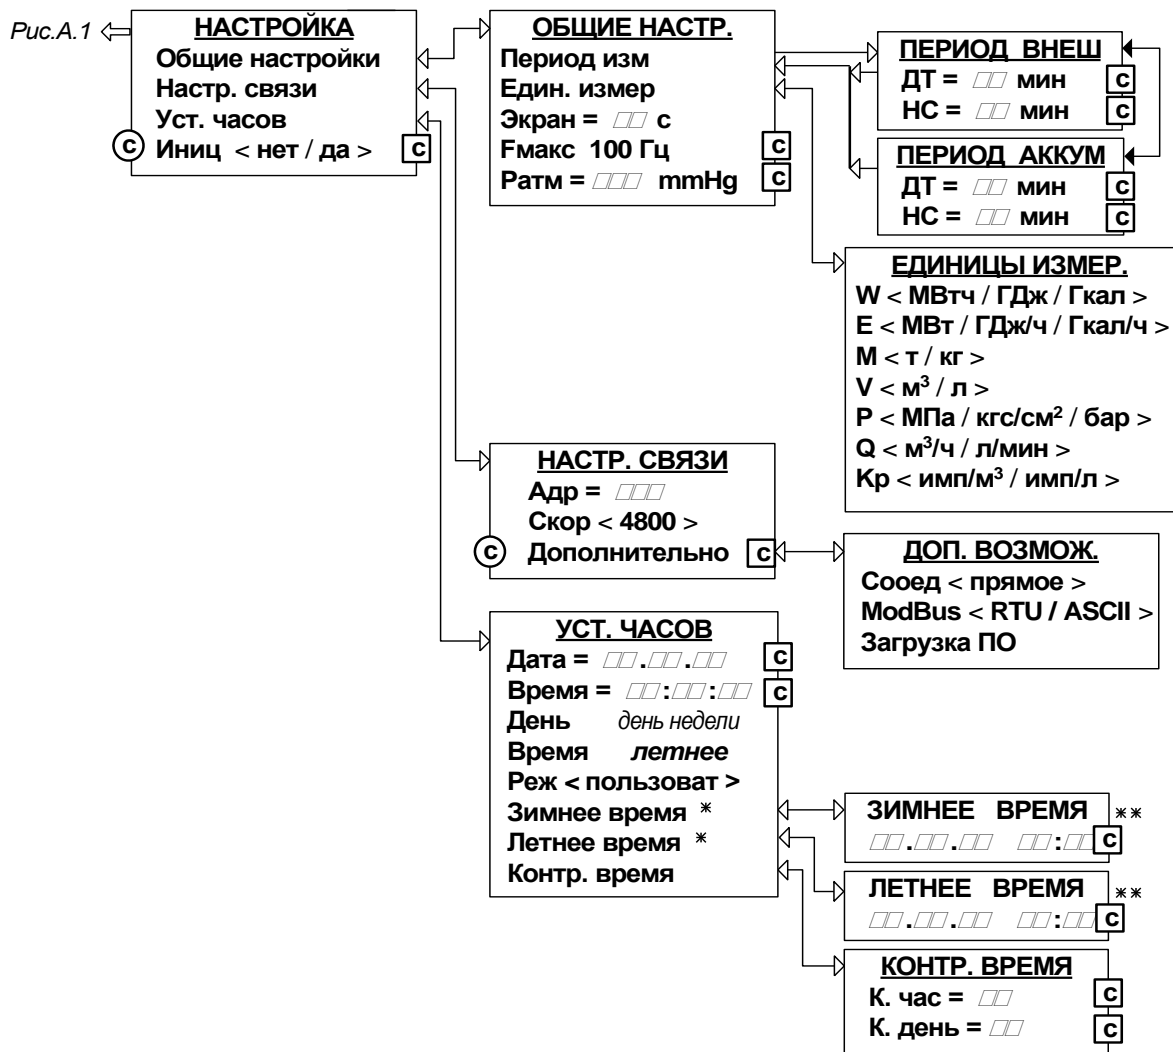 Рис.А.1
НАСТРОЙКА
Общие настройки
Настр. связи
Уст. часов
с Иниц < нет / да > с
ОБЩИЕ НАСТР.
Период изм
Един. измер
Экран = □□ с
Fмакс 100 Гц с
Ратм = □□□ mmHg с
ПЕРИОД ВНЕШ
ДТ = □□ мин с
НС = □□ мин с
ПЕРИОД АККУМ
ДТ = □□ мин с
НС = □□ мин с
ЕДИНИЦЫ ИЗМЕР.
W < МВтч / ГДж / Гкал >
E < МВт / ГДж/ч / Гкал/ч >
M < т / кг >
V < м³ / л >
P < МПа / кгс/см² / бар >
Q < м³/ч / л/мин >
Kp < имп/м³ / имп/л >
НАСТР. СВЯЗИ
Адр = □□□
Скор < 4800 >
с Дополнительно с
ДОП. ВОЗМОЖ.
Сооед < прямое >
ModBus < RTU / ASCII >
Загрузка ПО
УСТ. ЧАСОВ
Дата = □□.□□.□□ с
Время = □□:□□:□□ с
День день недели
Время летнее
Реж < пользоват >
Зимнее время *
Летнее время *
Контр. время
ЗИМНЕЕ ВРЕМЯ **
□□.□□.□□ □□:□□ с
ЛЕТНЕЕ ВРЕМЯ **
□□.□□.□□ □□:□□ с
КОНТР. ВРЕМЯ
К. час = □□ с
К. день = □□ с